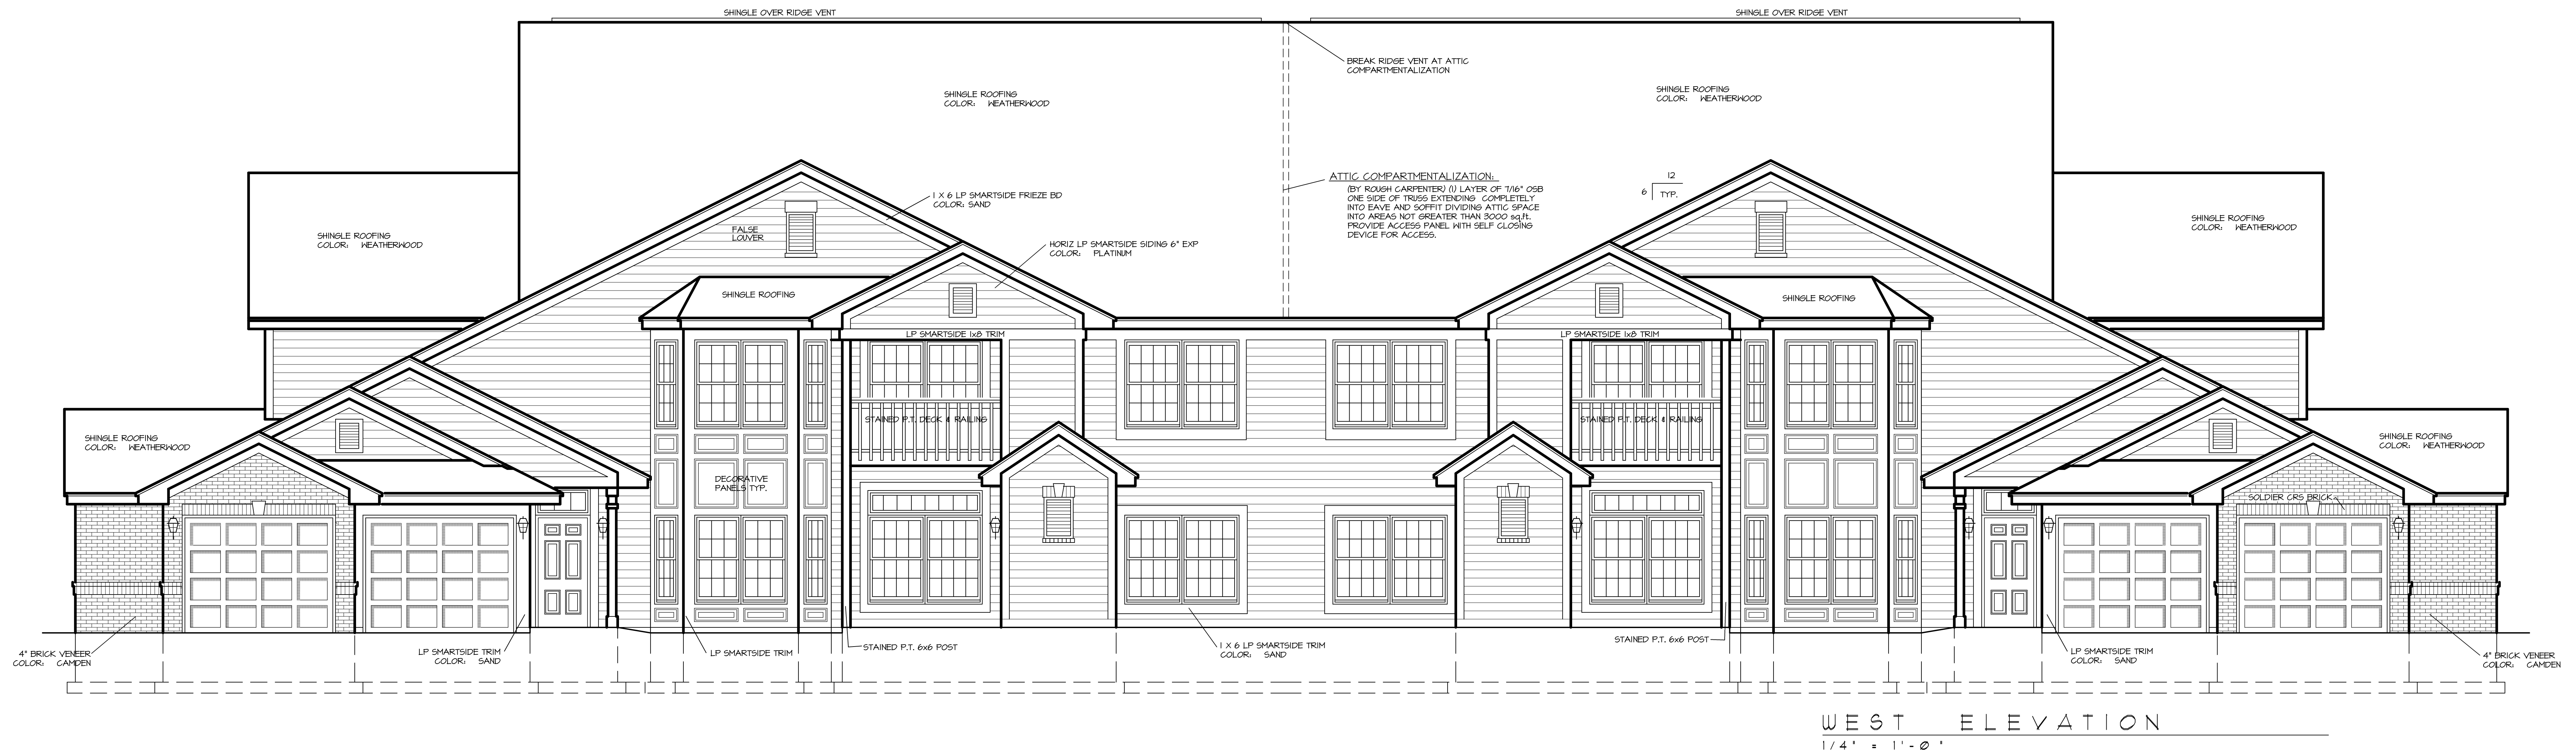 SHINGLE OVER RIDGE VENT
SHINGLE OVER RIDGE VENT
BREAK RIDGE VENT AT ATTIC
COMPARTMENTALIZATION
SHINGLE ROOFING
COLOR: WEATHERWOOD
SHINGLE ROOFING
COLOR: WEATHERWOOD
ATTIC COMPARTMENTALIZATION:
(BY ROUGH CARPENTER) (1) LAYER OF 7/16" OSB
ONE SIDE OF TRUSS EXTENDING COMPLETELY
INTO EAVE AND SOFFIT DIVIDING ATTIC SPACE
INTO AREAS NOT GREATER THAN 3000 sq.ft.
PROVIDE ACCESS PANEL WITH SELF CLOSING
DEVICE FOR ACCESS.
12
6
TYP.
1 X 6 LP SMARTSIDE FRIEZE BD
COLOR: SAND
FALSE
LOUVER
SHINGLE ROOFING
COLOR: WEATHERWOOD
HORIZ LP SMARTSIDE SIDING 6" EXP
COLOR: PLATINUM
SHINGLE ROOFING
COLOR: WEATHERWOOD
SHINGLE ROOFING
SHINGLE ROOFING
LP SMARTSIDE 1x8 TRIM
LP SMARTSIDE 1x8 TRIM
STAINED P.T. DECK & RAILING
STAINED P.T. DECK & RAILING
SHINGLE ROOFING
COLOR: WEATHERWOOD
SHINGLE ROOFING
COLOR: WEATHERWOOD
DECORATIVE
PANELS TYP.
SOLDIER CRS BRICK
4" BRICK VENEER
COLOR: CAMDEN
LP SMARTSIDE TRIM
COLOR: SAND
LP SMARTSIDE TRIM
STAINED P.T. 6x6 POST
1 X 6 LP SMARTSIDE TRIM
COLOR: SAND
STAINED P.T. 6x6 POST
LP SMARTSIDE TRIM
COLOR: SAND
4" BRICK VENEER
COLOR: CAMDEN
WEST ELEVATION
1/4" = 1'-0"